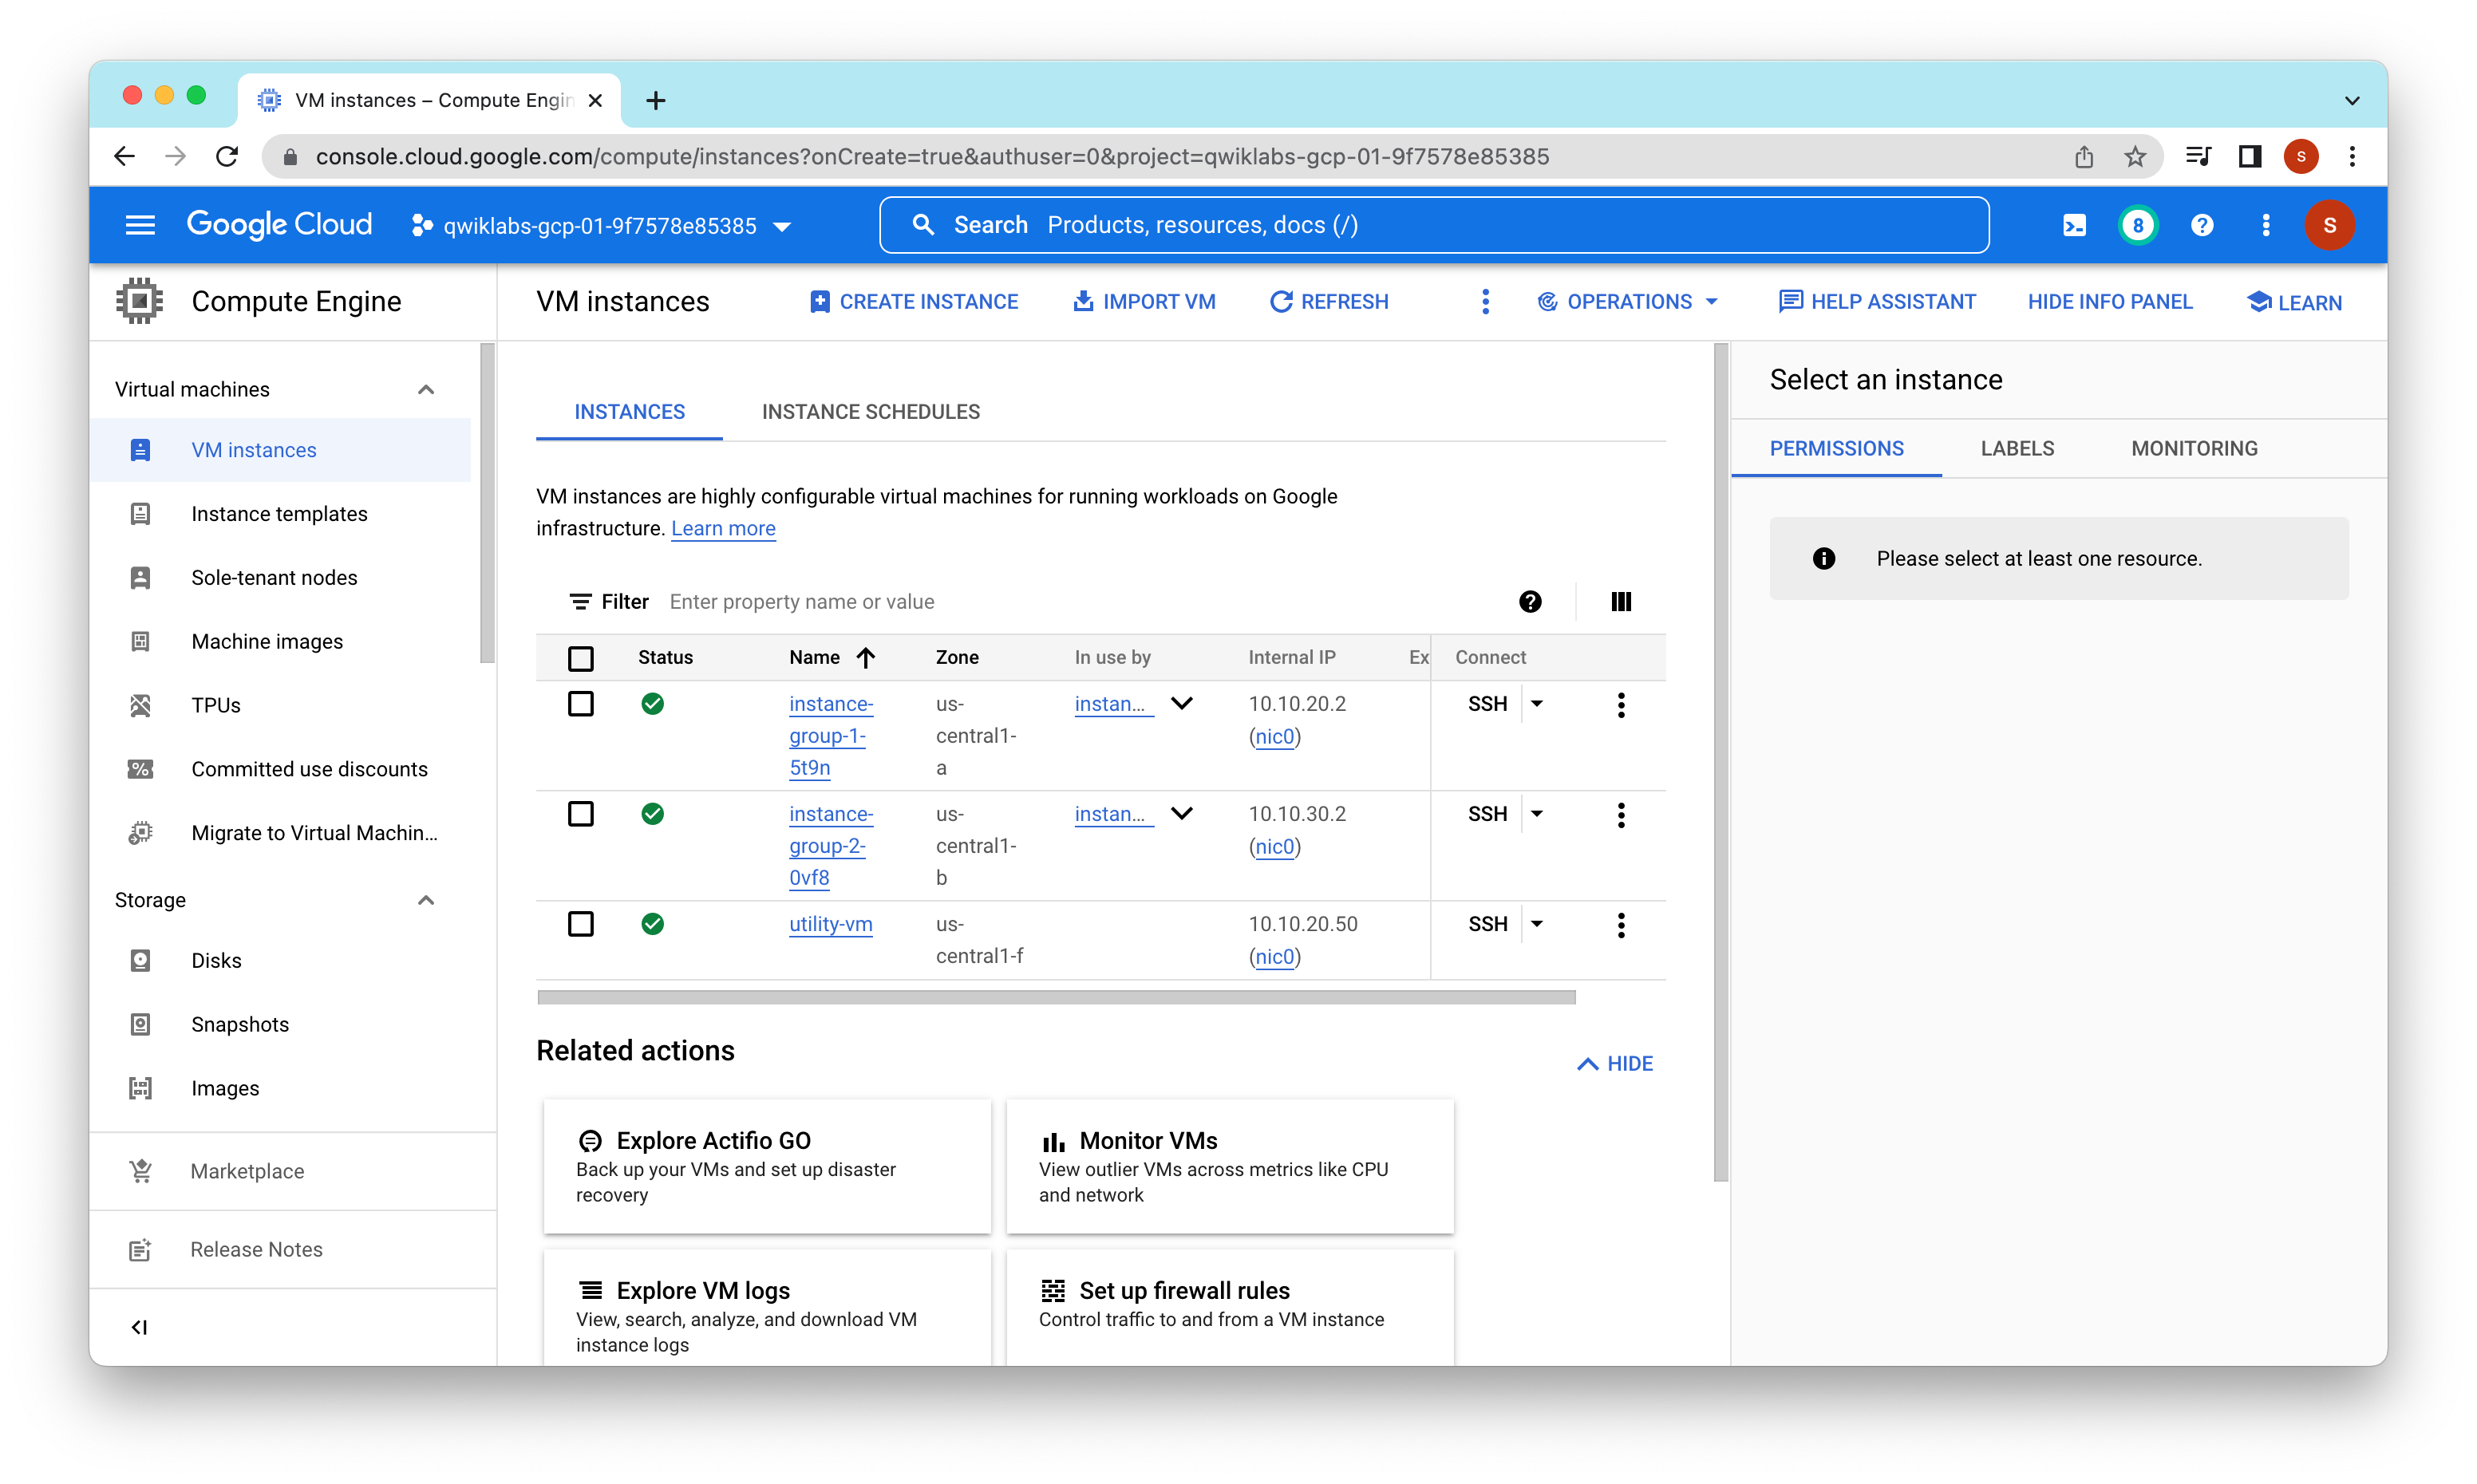 VM instances – Compute Engin
console.cloud.google.com/compute/instances?onCreate=true&authuser=0&project=qwiklabs-gcp-01-9f7578e85385
S
Google Cloud
qwiklabs-gcp-01-9f7578e85385
Search Products, resources, docs (/)
8
S
Compute Engine
VM instances
CREATE INSTANCE
IMPORT VM
REFRESH
OPERATIONS
HELP ASSISTANT
HIDE INFO PANEL
LEARN
Virtual machines
VM instances
Instance templates
Sole-tenant nodes
Machine images
TPUs
Committed use discounts
Migrate to Virtual Machin...
Storage
Disks
Snapshots
Images
Marketplace
Release Notes
INSTANCES
INSTANCE SCHEDULES
VM instances are highly configurable virtual machines for running workloads on Google
infrastructure. Learn more
Filter Enter property name or value
Status Name Zone In use by Internal IP Ex Connect
instance- us- instan... 10.10.20.2 SSH
group-1- central1- (nic0)
5t9n a
instance- us- instan... 10.10.30.2 SSH
group-2- central1- (nic0)
0vf8 b
utility-vm us- 10.10.20.50 SSH
central1-f (nic0)
Related actions
HIDE
Explore Actifio GO
Back up your VMs and set up disaster
recovery
Monitor VMs
View outlier VMs across metrics like CPU
and network
Explore VM logs
View, search, analyze, and download VM
instance logs
Set up firewall rules
Control traffic to and from a VM instance
Select an instance
PERMISSIONS
LABELS
MONITORING
Please select at least one resource.